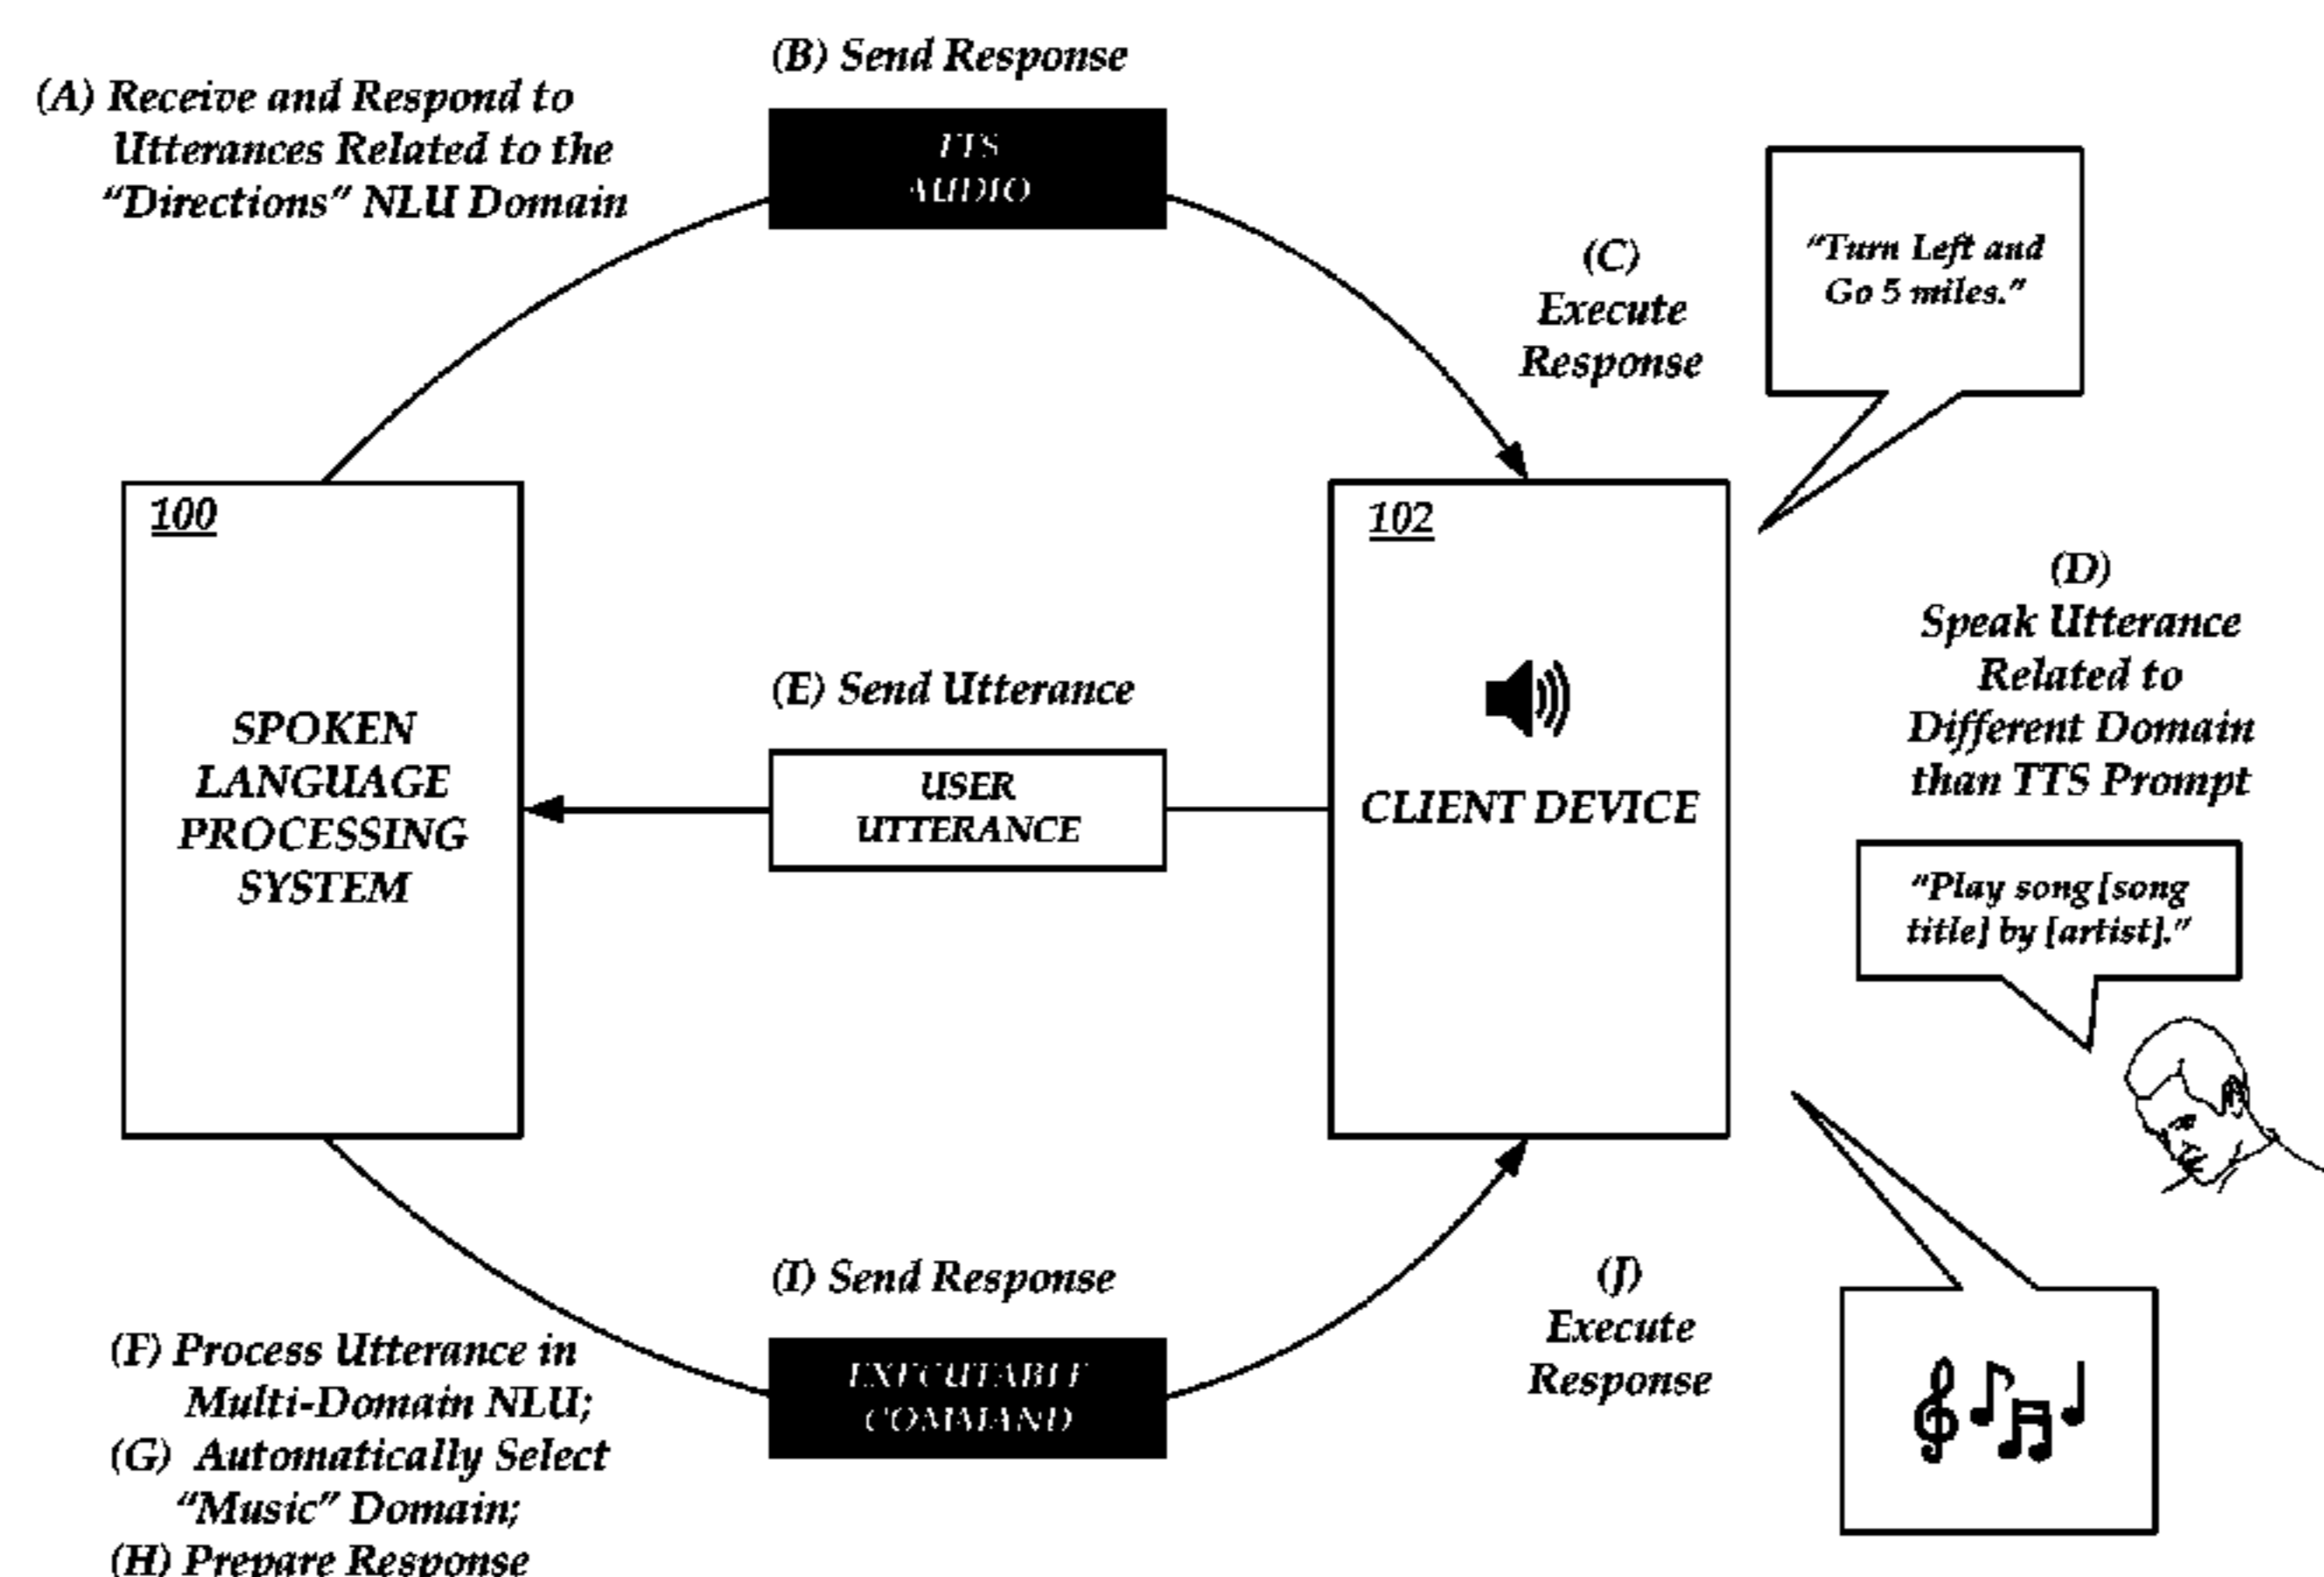 (B) Send Response
(A) Receive and Respond to
Utterances Related to the
“Directions” NLU Domain
TTS
AUDIO
“Turn Left and
Go 5 miles.”
(C)
Execute
Response
100
102
(D)
Speak Utterance
Related to
Different Domain
than TTS Prompt
(E) Send Utterance
SPOKEN
LANGUAGE
PROCESSING
SYSTEM
USER
UTTERANCE
CLIENT DEVICE
“Play song [song
title] by [artist].”
(I) Send Response
(J)
Execute
Response
(F) Process Utterance in
Multi-Domain NLU;
(G) Automatically Select
“Music” Domain;
(H) Prepare Response
EXECUTABLE
COMMAND